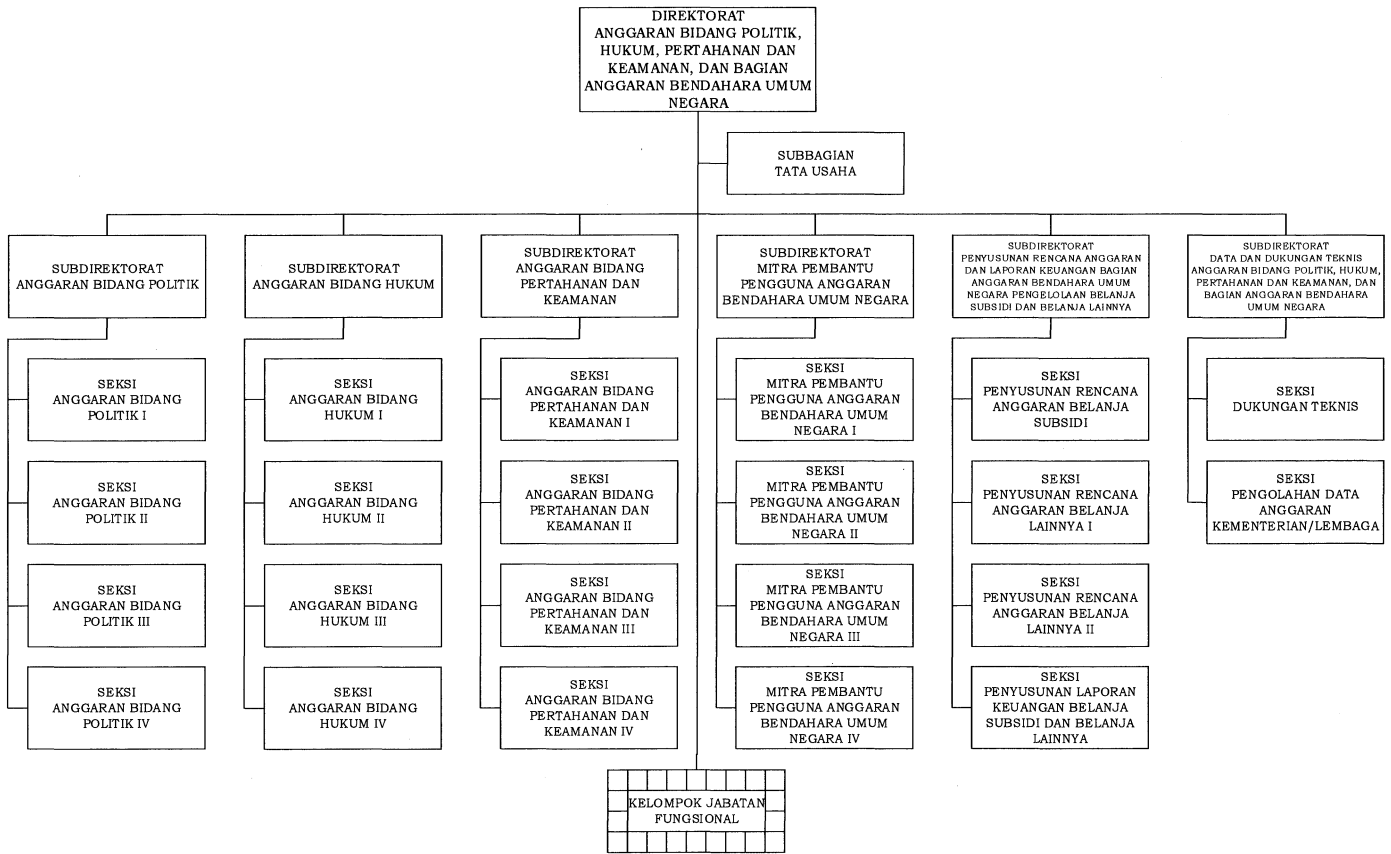 DIREKTORAT
ANGGARAN BIDANG POLITIK,
HUKUM, PERTAHANAN DAN
KEAMANAN, DAN BAGIAN
ANGGARAN BENDAHARA UMUM
NEGARA
SUBBAGIAN
TATA USAHA
SUBDIREKTORAT
ANGGARAN BIDANG POLITIK
SUBDIREKTORAT
ANGGARAN BIDANG HUKUM
SUBDIREKTORAT
ANGGARAN BIDANG
PERTAHANAN DAN
KEAMANAN
SUBDIREKTORAT
MITRA PEMBANTU
PENGGUNA ANGGARAN
BENDAHARA UMUM NEGARA
SUBDIREKTORAT
PENYUSUNAN RENCANA ANGGARAN
DAN LAPORAN KEUANGAN BAGIAN
ANGGARAN BENDAHARA UMUM
NEGARA PENGELOLAAN BELANJA
SUBSIDI DAN BELANJA LAINNYA
SUBDIREKTORAT
DATA DAN DUKUNGAN TEKNIS
ANGGARAN BIDANG POLITIK, HUKUM,
PERTAHANAN DAN KEAMANAN, DAN
BAGIAN ANGGARAN BENDAHARA
UMUM NEGARA
SEKSI
ANGGARAN BIDANG
POLITIK I
SEKSI
ANGGARAN BIDANG
HUKUM I
SEKSI
ANGGARAN BIDANG
PERTAHANAN DAN
KEAMANAN I
SEKSI
MITRA PEMBANTU
PENGGUNA ANGGARAN
BENDAHARA UMUM
NEGARA I
SEKSI
PENYUSUNAN RENCANA
ANGGARAN BELANJA
SUBSIDI
SEKSI
DUKUNGAN TEKNIS
SEKSI
ANGGARAN BIDANG
POLITIK II
SEKSI
ANGGARAN BIDANG
HUKUM II
SEKSI
ANGGARAN BIDANG
PERTAHANAN DAN
KEAMANAN II
SEKSI
MITRA PEMBANTU
PENGGUNA ANGGARAN
BENDAHARA UMUM
NEGARA II
SEKSI
PENYUSUNAN RENCANA
ANGGARAN BELANJA
LAINNYA I
SEKSI
PENGOLAHAN DATA
ANGGARAN
KEMENTERIAN/LEMBAGA
SEKSI
ANGGARAN BIDANG
POLITIK III
SEKSI
ANGGARAN BIDANG
HUKUM III
SEKSI
ANGGARAN BIDANG
PERTAHANAN DAN
KEAMANAN III
SEKSI
MITRA PEMBANTU
PENGGUNA ANGGARAN
BENDAHARA UMUM
NEGARA III
SEKSI
PENYUSUNAN RENCANA
ANGGARAN BELANJA
LAINNYA II
SEKSI
ANGGARAN BIDANG
POLITIK IV
SEKSI
ANGGARAN BIDANG
HUKUM IV
SEKSI
ANGGARAN BIDANG
PERTAHANAN DAN
KEAMANAN IV
SEKSI
MITRA PEMBANTU
PENGGUNA ANGGARAN
BENDAHARA UMUM
NEGARA IV
SEKSI
PENYUSUNAN LAPORAN
KEUANGAN BELANJA
SUBSIDI DAN BELANJA
LAINNYA
KELOMPOK JABATAN
FUNGSIONAL